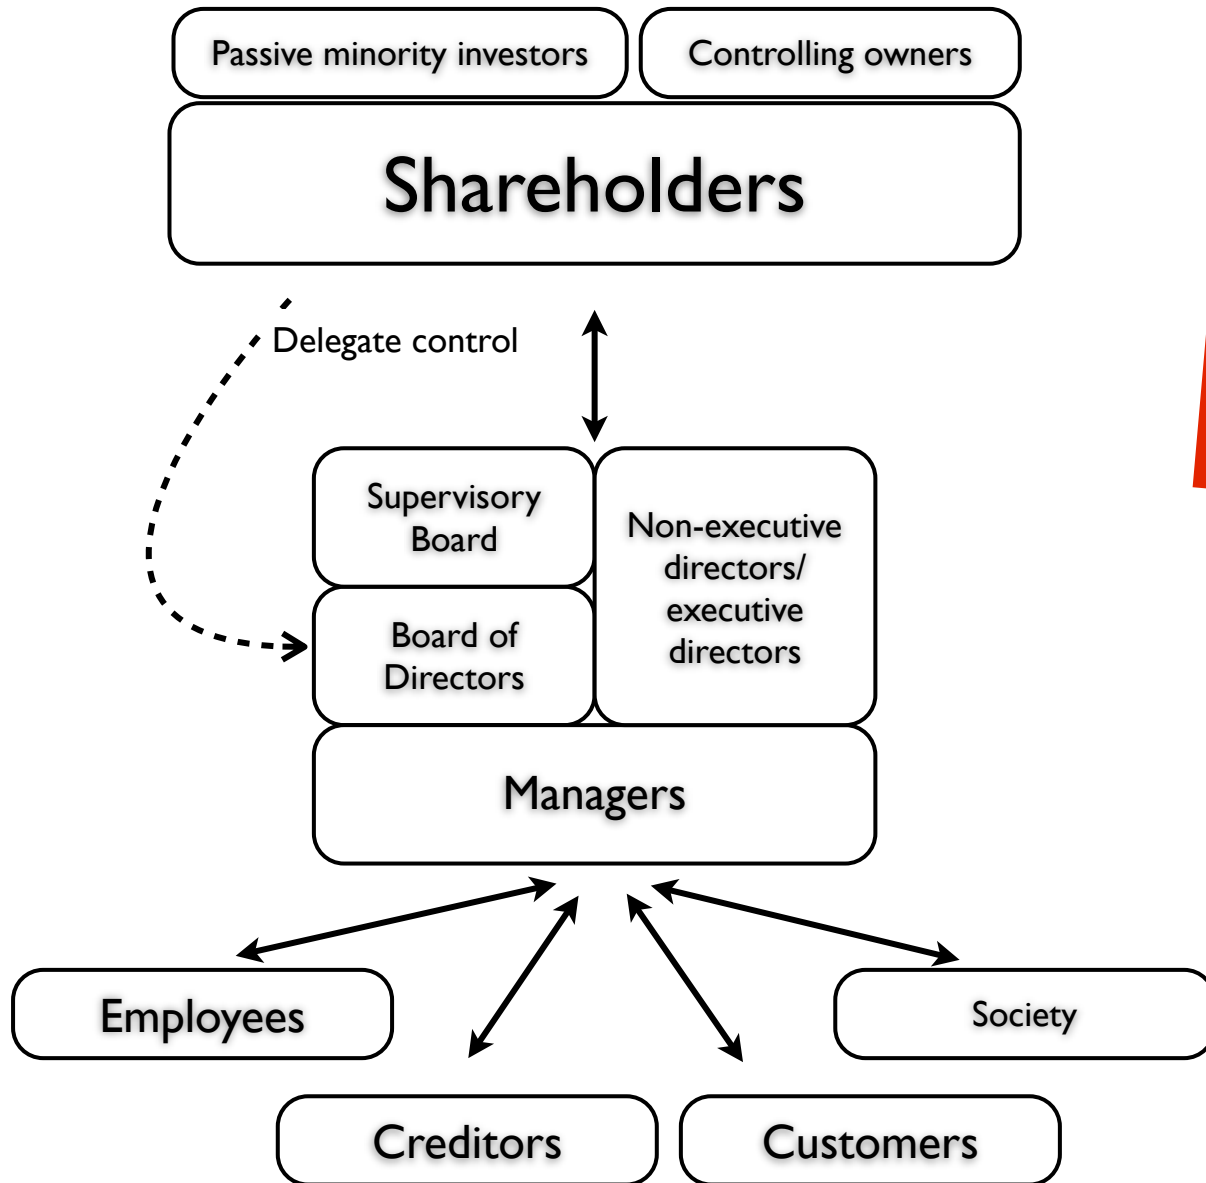 Passive minority investors
Controlling owners
Shareholders
Delegate control
Supervisory
Board
Non-executive
directors/
executive
directors
Board of
Directors
Managers
Employees
Society
Creditors
Customers